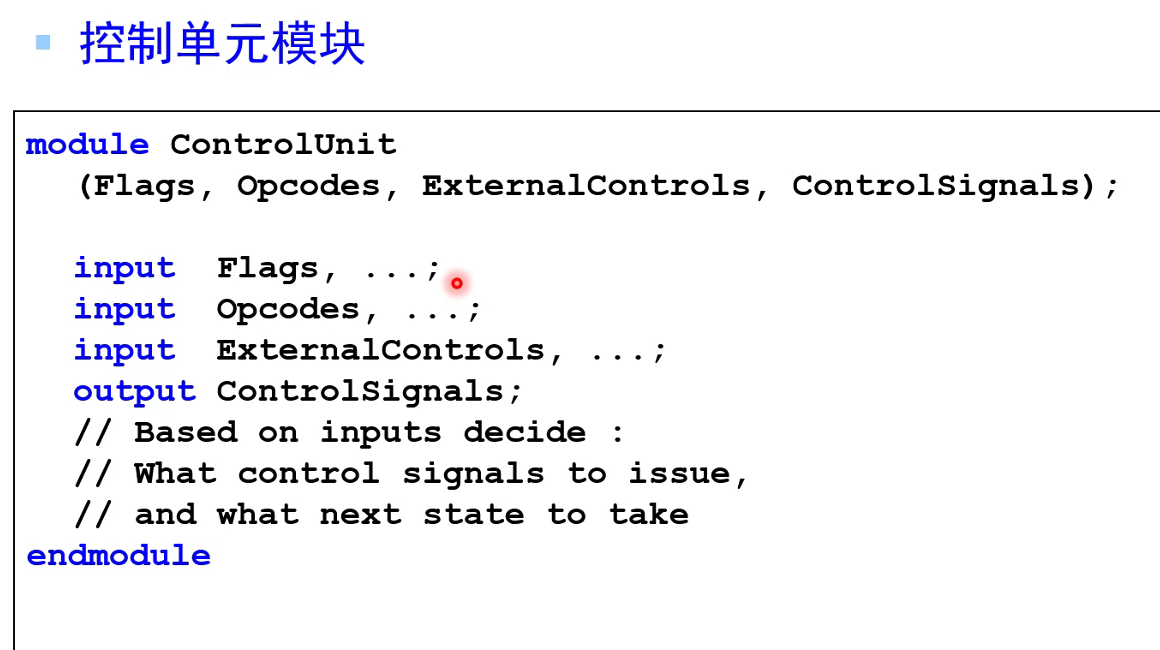 控制单元模块
module ControlUnit
(Flags, Opcodes, ExternalControls, ControlSignals);
input Flags, ...;
input Opcodes, ...;
input ExternalControls, ...;
output ControlSignals;
// Based on inputs decide :
// What control signals to issue,
// and what next state to take
endmodule